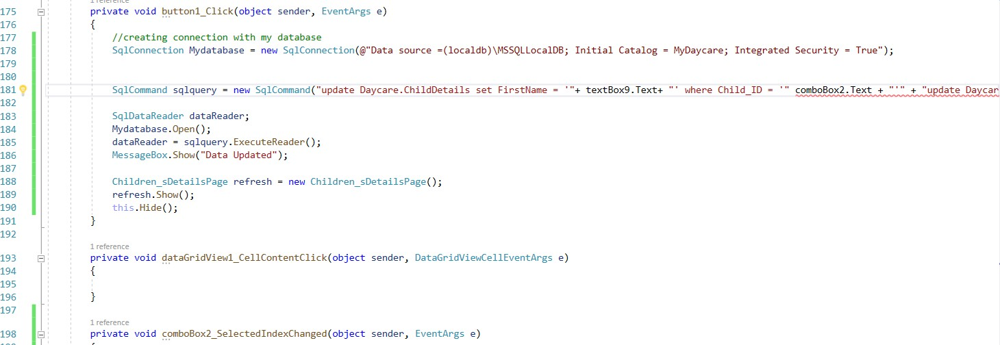 175 private void button1_Click(object sender, EventArgs e)
176 {
177 //creating connection with my database
178 SqlConnection Mydatabase = new SqlConnection(@"Data source =(localdb)\MSSQLLocalDB; Initial Catalog = MyDaycare; Integrated Security = True");
179
180
181 SqlCommand sqlquery = new SqlCommand("update Daycare.ChildDetails set FirstName = '"+ textBox9.Text+ "' where Child_ID = '" comboBox2.Text + "'" + "update Daycar
182
183 SqlDataReader dataReader;
184 Mydatabase.Open();
185 dataReader = sqlquery.ExecuteReader();
186 MessageBox.Show("Data Updated");
187
188 Children_sDetailsPage refresh = new Children_sDetailsPage();
189 refresh.Show();
190 this.Hide();
191 }
192
1 reference
193 private void dataGridView1_CellContentClick(object sender, DataGridViewCellEventArgs e)
194 {
195
196 }
197
1 reference
198 private void comboBox2_SelectedIndexChanged(object sender, EventArgs e)